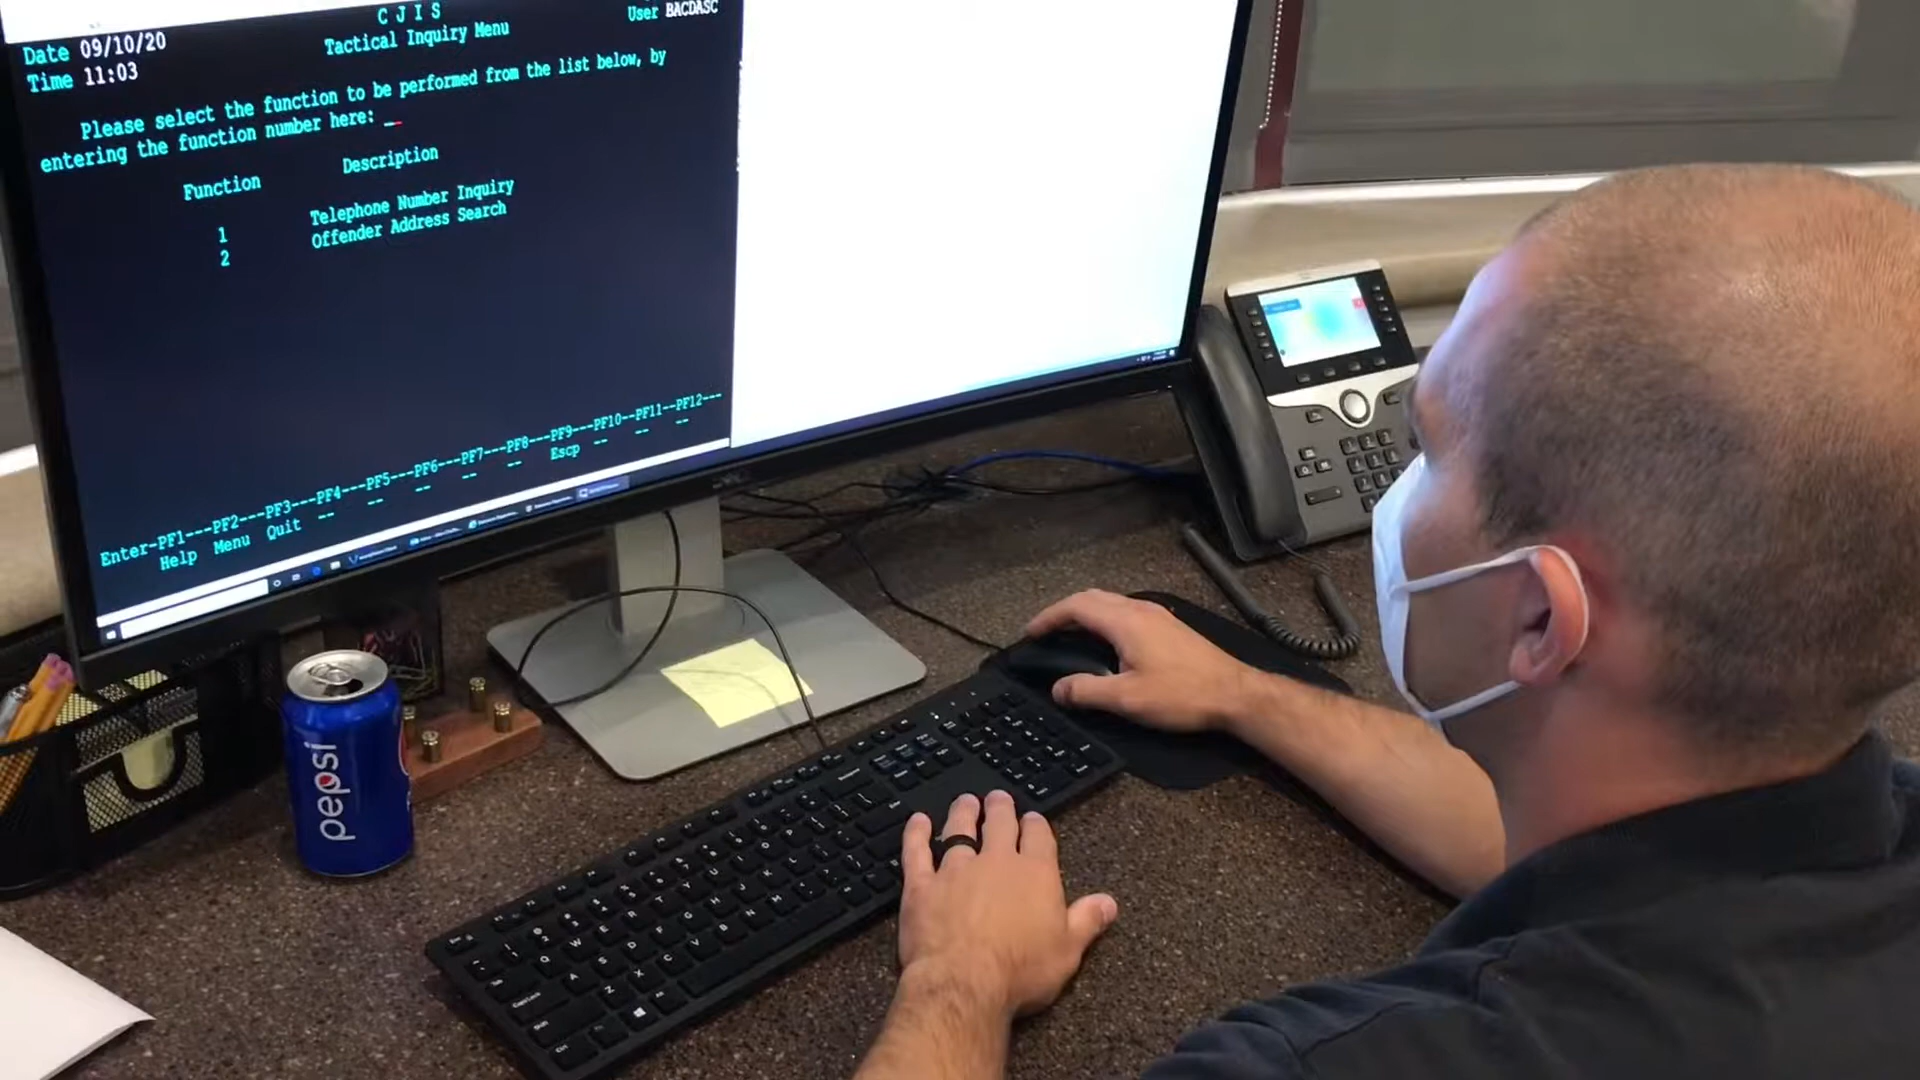 C J I S
User BACDASC
Date 09/10/20
Tactical Inquiry Menu
Time 11:03
Please select the function to be performed from the list below, by
entering the function number here: _
Function Description
1 Telephone Number Inquiry
2 Offender Address Search
Enter-PF1---PF2---PF3---PF4---PF5---PF6---PF7---PF8---PF9---PF10--PF11--PF12---
Help Menu Quit -- -- -- -- -- Escp -- -- --
DELL
pepsi
Q W E R T Y U I O P
A S D F G H J K L
Z X C V B N M